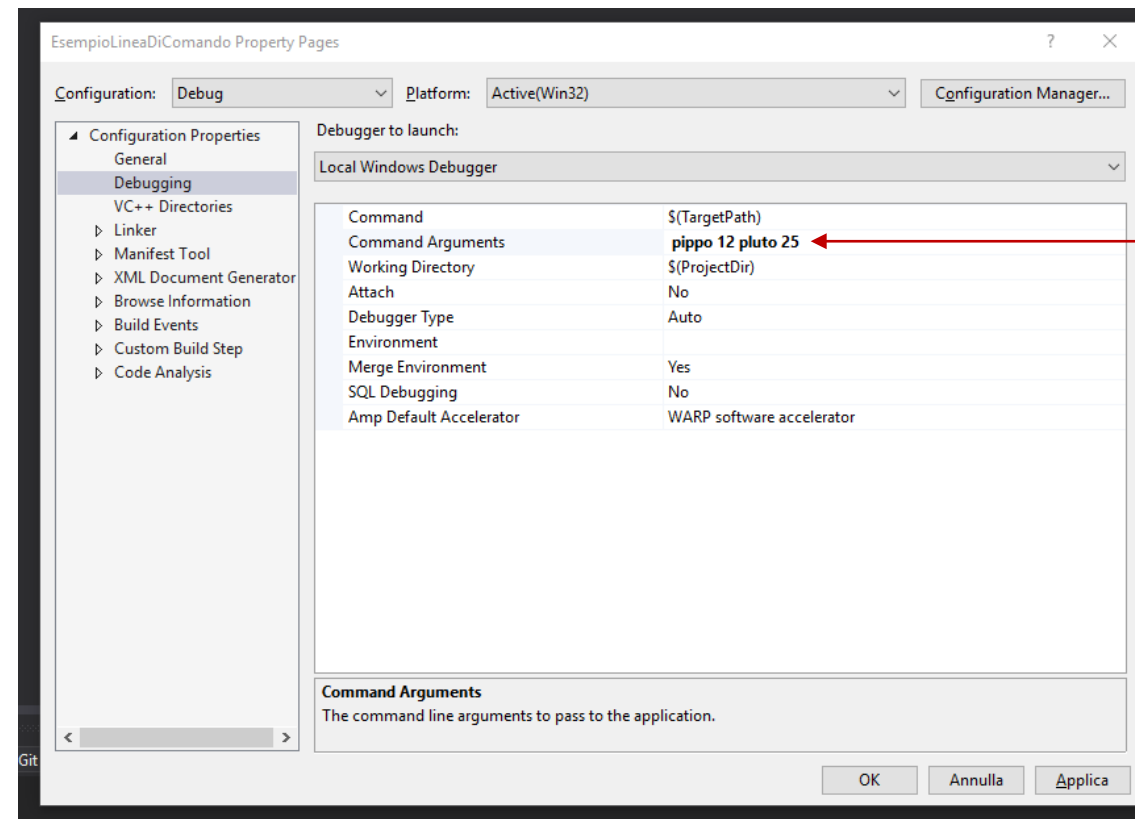 EsempioLineaDiComando Property Pages ?
Configuration: Debug Platform: Active(Win32) Configuration Manager...
Configuration Properties
General
Debugging
VC++ Directories
Linker
Manifest Tool
XML Document Generator
Browse Information
Build Events
Custom Build Step
Code Analysis
Debugger to launch:
Local Windows Debugger
Command $(TargetPath)
Command Arguments pippo 12 pluto 25
Working Directory $(ProjectDir)
Attach No
Debugger Type Auto
Environment
Merge Environment Yes
SQL Debugging No
Amp Default Accelerator WARP software accelerator
Command Arguments
The command line arguments to pass to the application.
Git
OK Annulla Applica